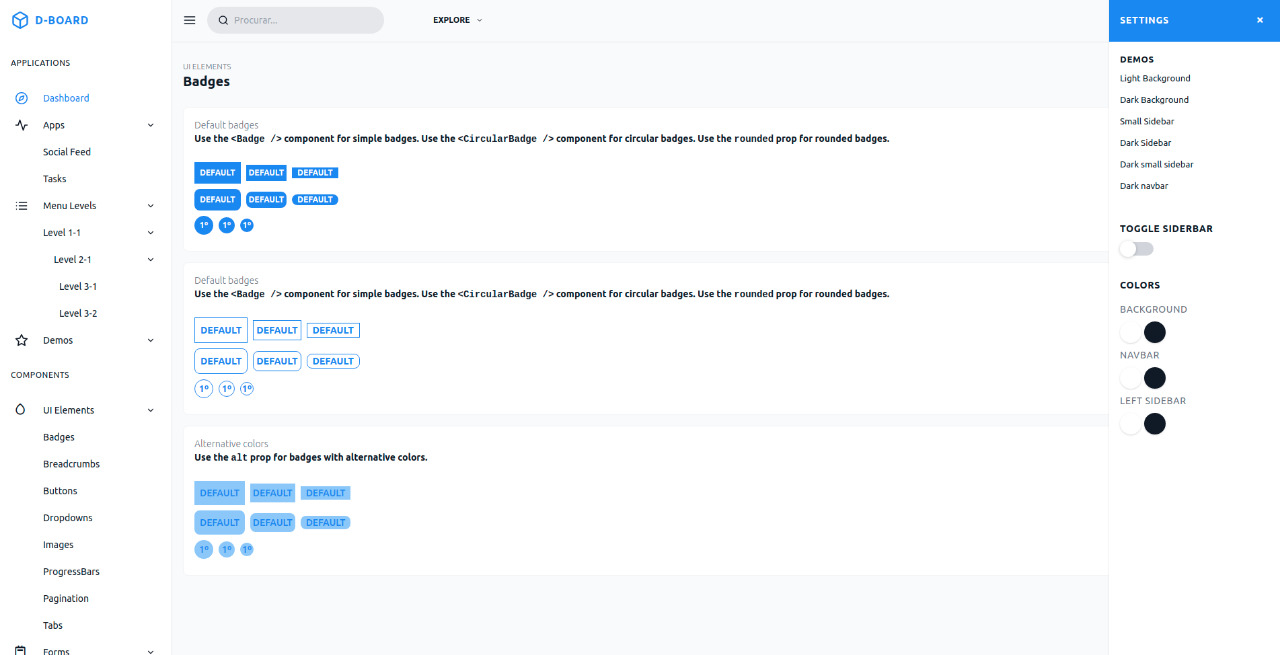 D-BOARD
APPLICATIONS
Dashboard
Apps
Social Feed
Tasks
Menu Levels
Level 1-1
Level 2-1
Level 3-1
Level 3-2
Demos
COMPONENTS
UI Elements
Badges
Breadcrumbs
Buttons
Dropdowns
Images
ProgressBars
Pagination
Tabs
Forms
Procurar...
EXPLORE
UI ELEMENTS
Badges
Default badges
Use the <Badge /> component for simple badges. Use the <CircularBadge /> component for circular badges. Use the rounded prop for rounded badges.
DEFAULT DEFAULT DEFAULT
DEFAULT DEFAULT DEFAULT
1º 1º 1º
Default badges
Use the <Badge /> component for simple badges. Use the <CircularBadge /> component for circular badges. Use the rounded prop for rounded badges.
DEFAULT DEFAULT DEFAULT
DEFAULT DEFAULT DEFAULT
1º 1º 1º
Alternative colors
Use the alt prop for badges with alternative colors.
DEFAULT DEFAULT DEFAULT
DEFAULT DEFAULT DEFAULT
1º 1º 1º
SETTINGS
DEMOS
Light Background
Dark Background
Small Sidebar
Dark Sidebar
Dark small sidebar
Dark navbar
TOGGLE SIDERBAR
COLORS
BACKGROUND
NAVBAR
LEFT SIDEBAR